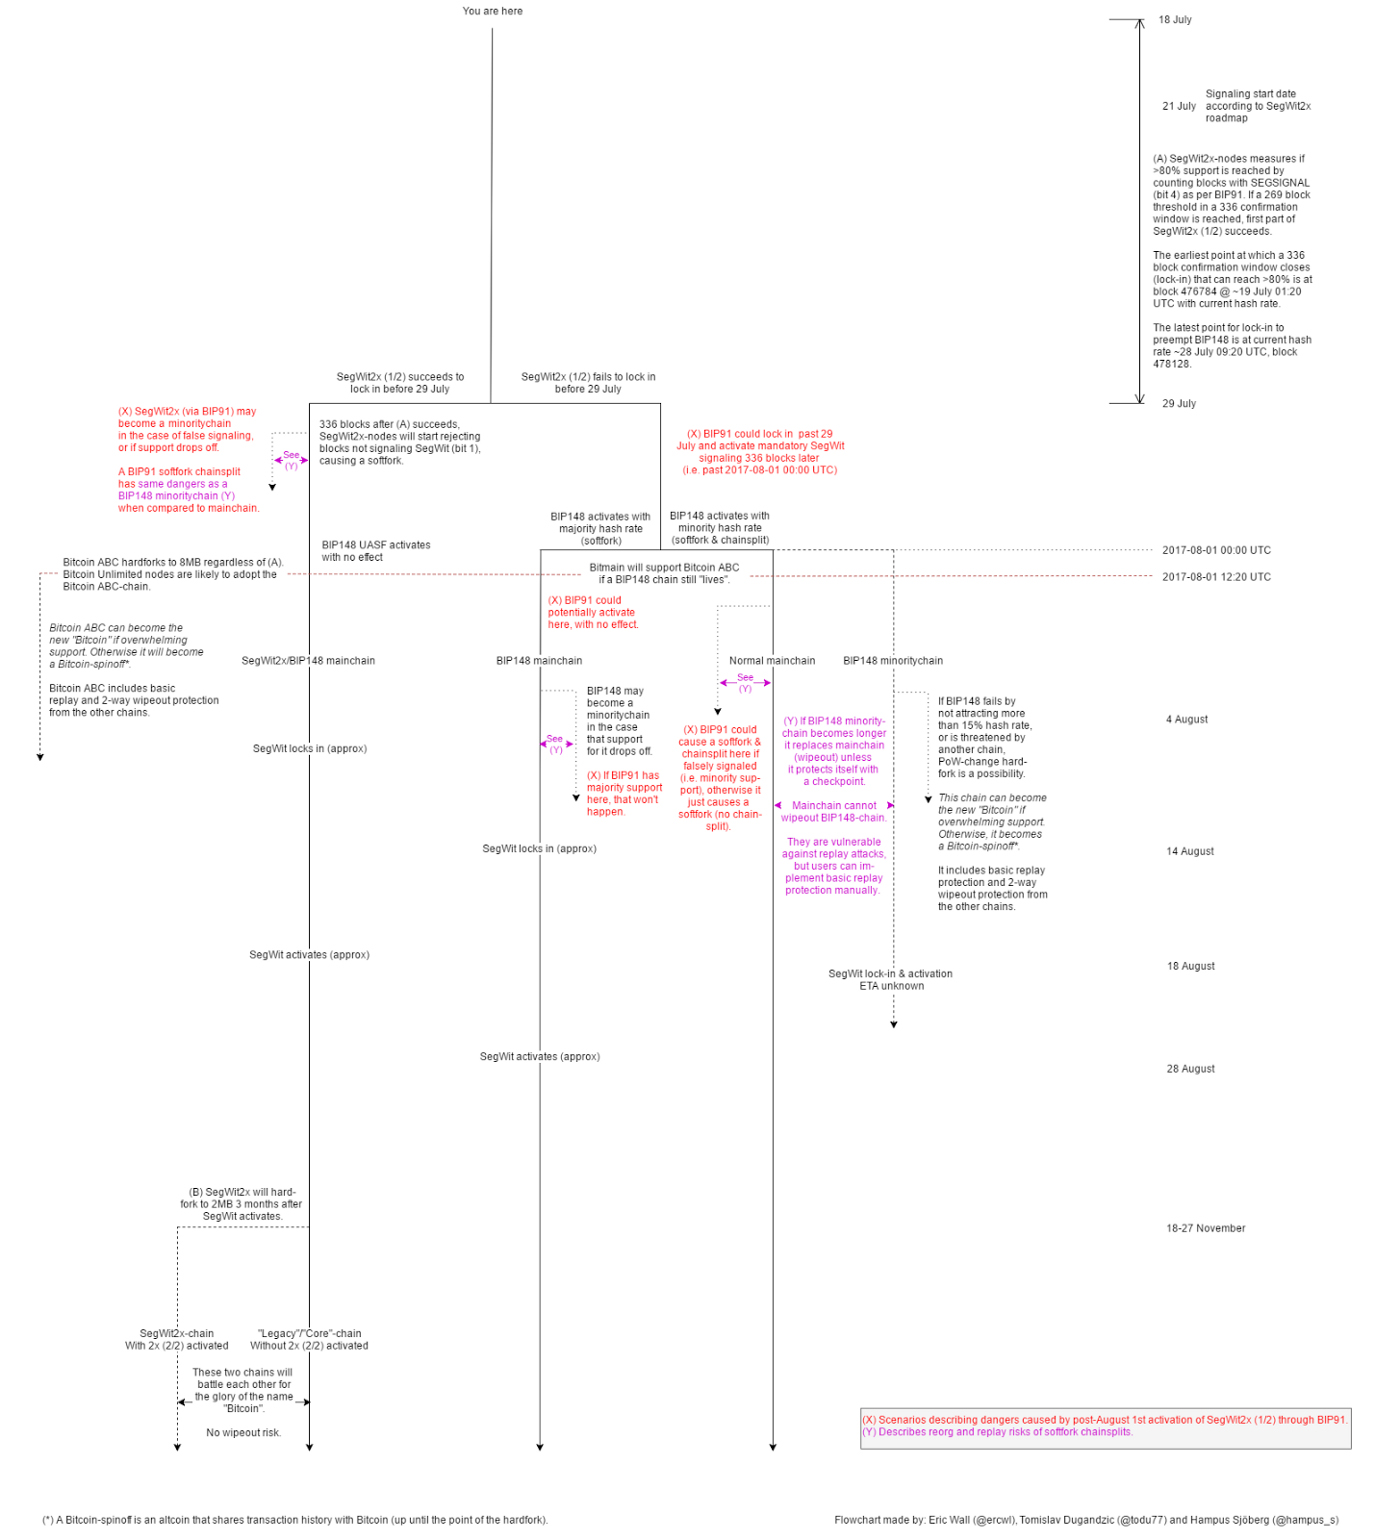 You are here
18 July
Signaling start date
21 July
according to SegWit2x
roadmap
(A) SegWit2x-nodes measures if
>80% support is reached by
counting blocks with SEGSIGNAL
(bit 4) as per BIP91. If a 269 block
threshold in a 336 confirmation
window is reached, first part of
SegWit2x (1/2) succeeds.
The earliest point at which a 336
block confirmation window closes
(lock-in) that can reach >80% is at
block 476784 @ ~19 July 01:20
UTC with current hash rate.
The latest point for lock-in to
preempt BIP148 is at current hash
rate ~28 July 09:20 UTC, block
478128.
29 July
SegWit2x (1/2) succeeds to
lock in before 29 July
SegWit2x (1/2) fails to lock in
before 29 July
(X) SegWit2x (via BIP91) may
become a minoritychain
in the case of false signaling,
or if support drops off.
A BIP91 softfork chainsplit
has same dangers as a
BIP148 minoritychain (Y)
when compared to mainchain.
See
(Y)
336 blocks after (A) succeeds,
SegWit2x-nodes will start rejecting
blocks not signaling SegWit (bit 1),
causing a softfork.
(X) BIP91 could lock in past 29
July and activate mandatory SegWit
signaling 336 blocks later
(i.e. past 2017-08-01 00:00 UTC)
BIP148 activates with
majority hash rate
(softfork)
BIP148 activates with
minority hash rate
(softfork & chainsplit)
BIP148 UASF activates
with no effect
2017-08-01 00:00 UTC
Bitcoin ABC hardforks to 8MB regardless of (A).
Bitcoin Unlimited nodes are likely to adopt the
Bitcoin ABC-chain.
Bitmain will support Bitcoin ABC
if a BIP148 chain still "lives".
2017-08-01 12:20 UTC
(X) BIP91 could
potentially activate
here, with no effect.
Bitcoin ABC can become the
new "Bitcoin" if overwhelming
support. Otherwise it will become
a Bitcoin-spinoff*.
Bitcoin ABC includes basic
replay and 2-way wipeout protection
from the other chains.
SegWit2x/BIP148 mainchain
BIP148 mainchain
Normal mainchain
BIP148 minoritychain
See
(Y)
BIP148 may
become a
minoritychain
in the case
that support
for it drops off.
(X) If BIP91 has
majority support
here, that won't
happen.
See
(Y)
(X) BIP91 could
cause a softfork &
chainsplit here if
falsely signaled
(i.e. minority sup-
port), otherwise it
just causes a
softfork (no chain-
split).
(Y) If BIP148 minority-
chain becomes longer
it replaces mainchain
(wipeout) unless
it protects itself with
a checkpoint.
Mainchain cannot
wipeout BIP148-chain.
They are vulnerable
against replay attacks,
but users can im-
plement basic replay
protection manually.
If BIP148 fails by
not attracting more
than 15% hash rate,
or is threatened by
another chain,
PoW-change hard-
fork is a possibility.
This chain can become
the new "Bitcoin" if
overwhelming support.
Otherwise, it becomes
a Bitcoin-spinoff*.
It includes basic replay
protection and 2-way
wipeout protection from
the other chains.
4 August
SegWit locks in (approx)
SegWit locks in (approx)
14 August
SegWit activates (approx)
18 August
SegWit lock-in & activation
ETA unknown
SegWit activates (approx)
28 August
(B) SegWit2x will hard-
fork to 2MB 3 months after
SegWit activates.
18-27 November
SegWit2x-chain
With 2x (2/2) activated
"Legacy"/"Core"-chain
Without 2x (2/2) activated
These two chains will
battle each other for
the glory of the name
"Bitcoin".
No wipeout risk.
(X) Scenarios describing dangers caused by post-August 1st activation of SegWit2x (1/2) through BIP91.
(Y) Describes reorg and replay risks of softfork chainsplits.
(*) A Bitcoin-spinoff is an altcoin that shares transaction history with Bitcoin (up until the point of the hardfork).
Flowchart made by: Eric Wall (@ercwl), Tomislav Dugandzic (@todu77) and Hampus Sjöberg (@hampus_s)